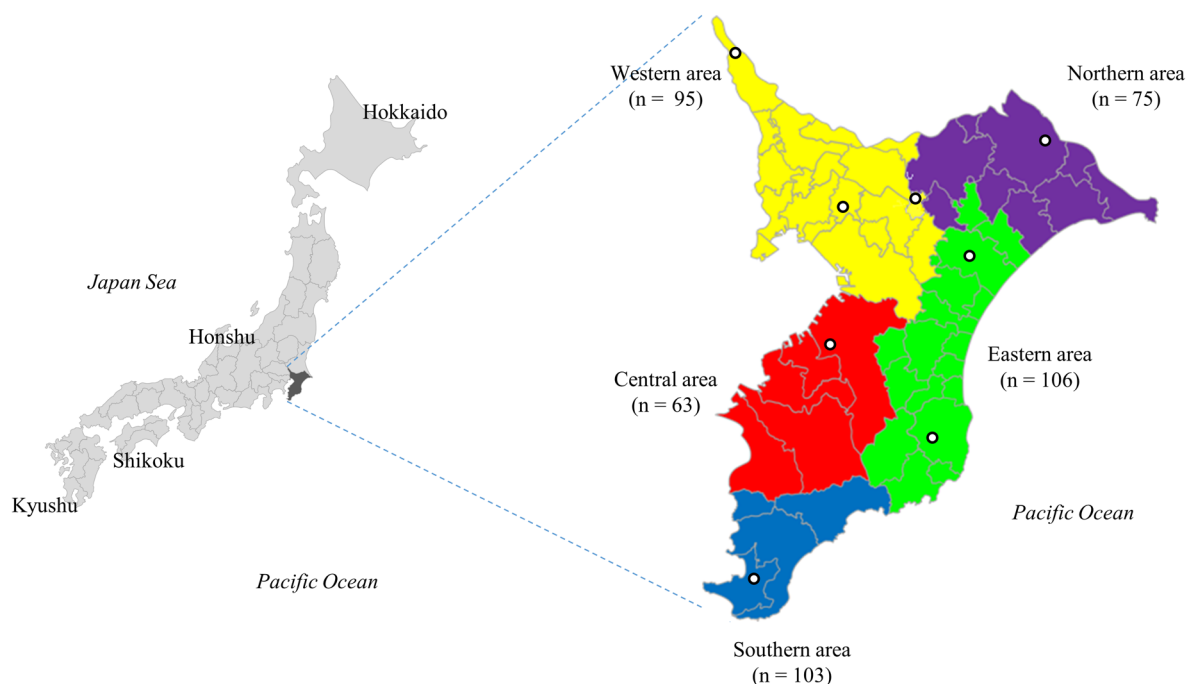 Hokkaido
Japan Sea
Honshu
Shikoku
Kyushu
Pacific Ocean
Western area
(n =  95)
Northern area
(n = 75)
Central area
(n = 63)
Eastern area
(n = 106)
Pacific Ocean
Southern area
(n = 103)